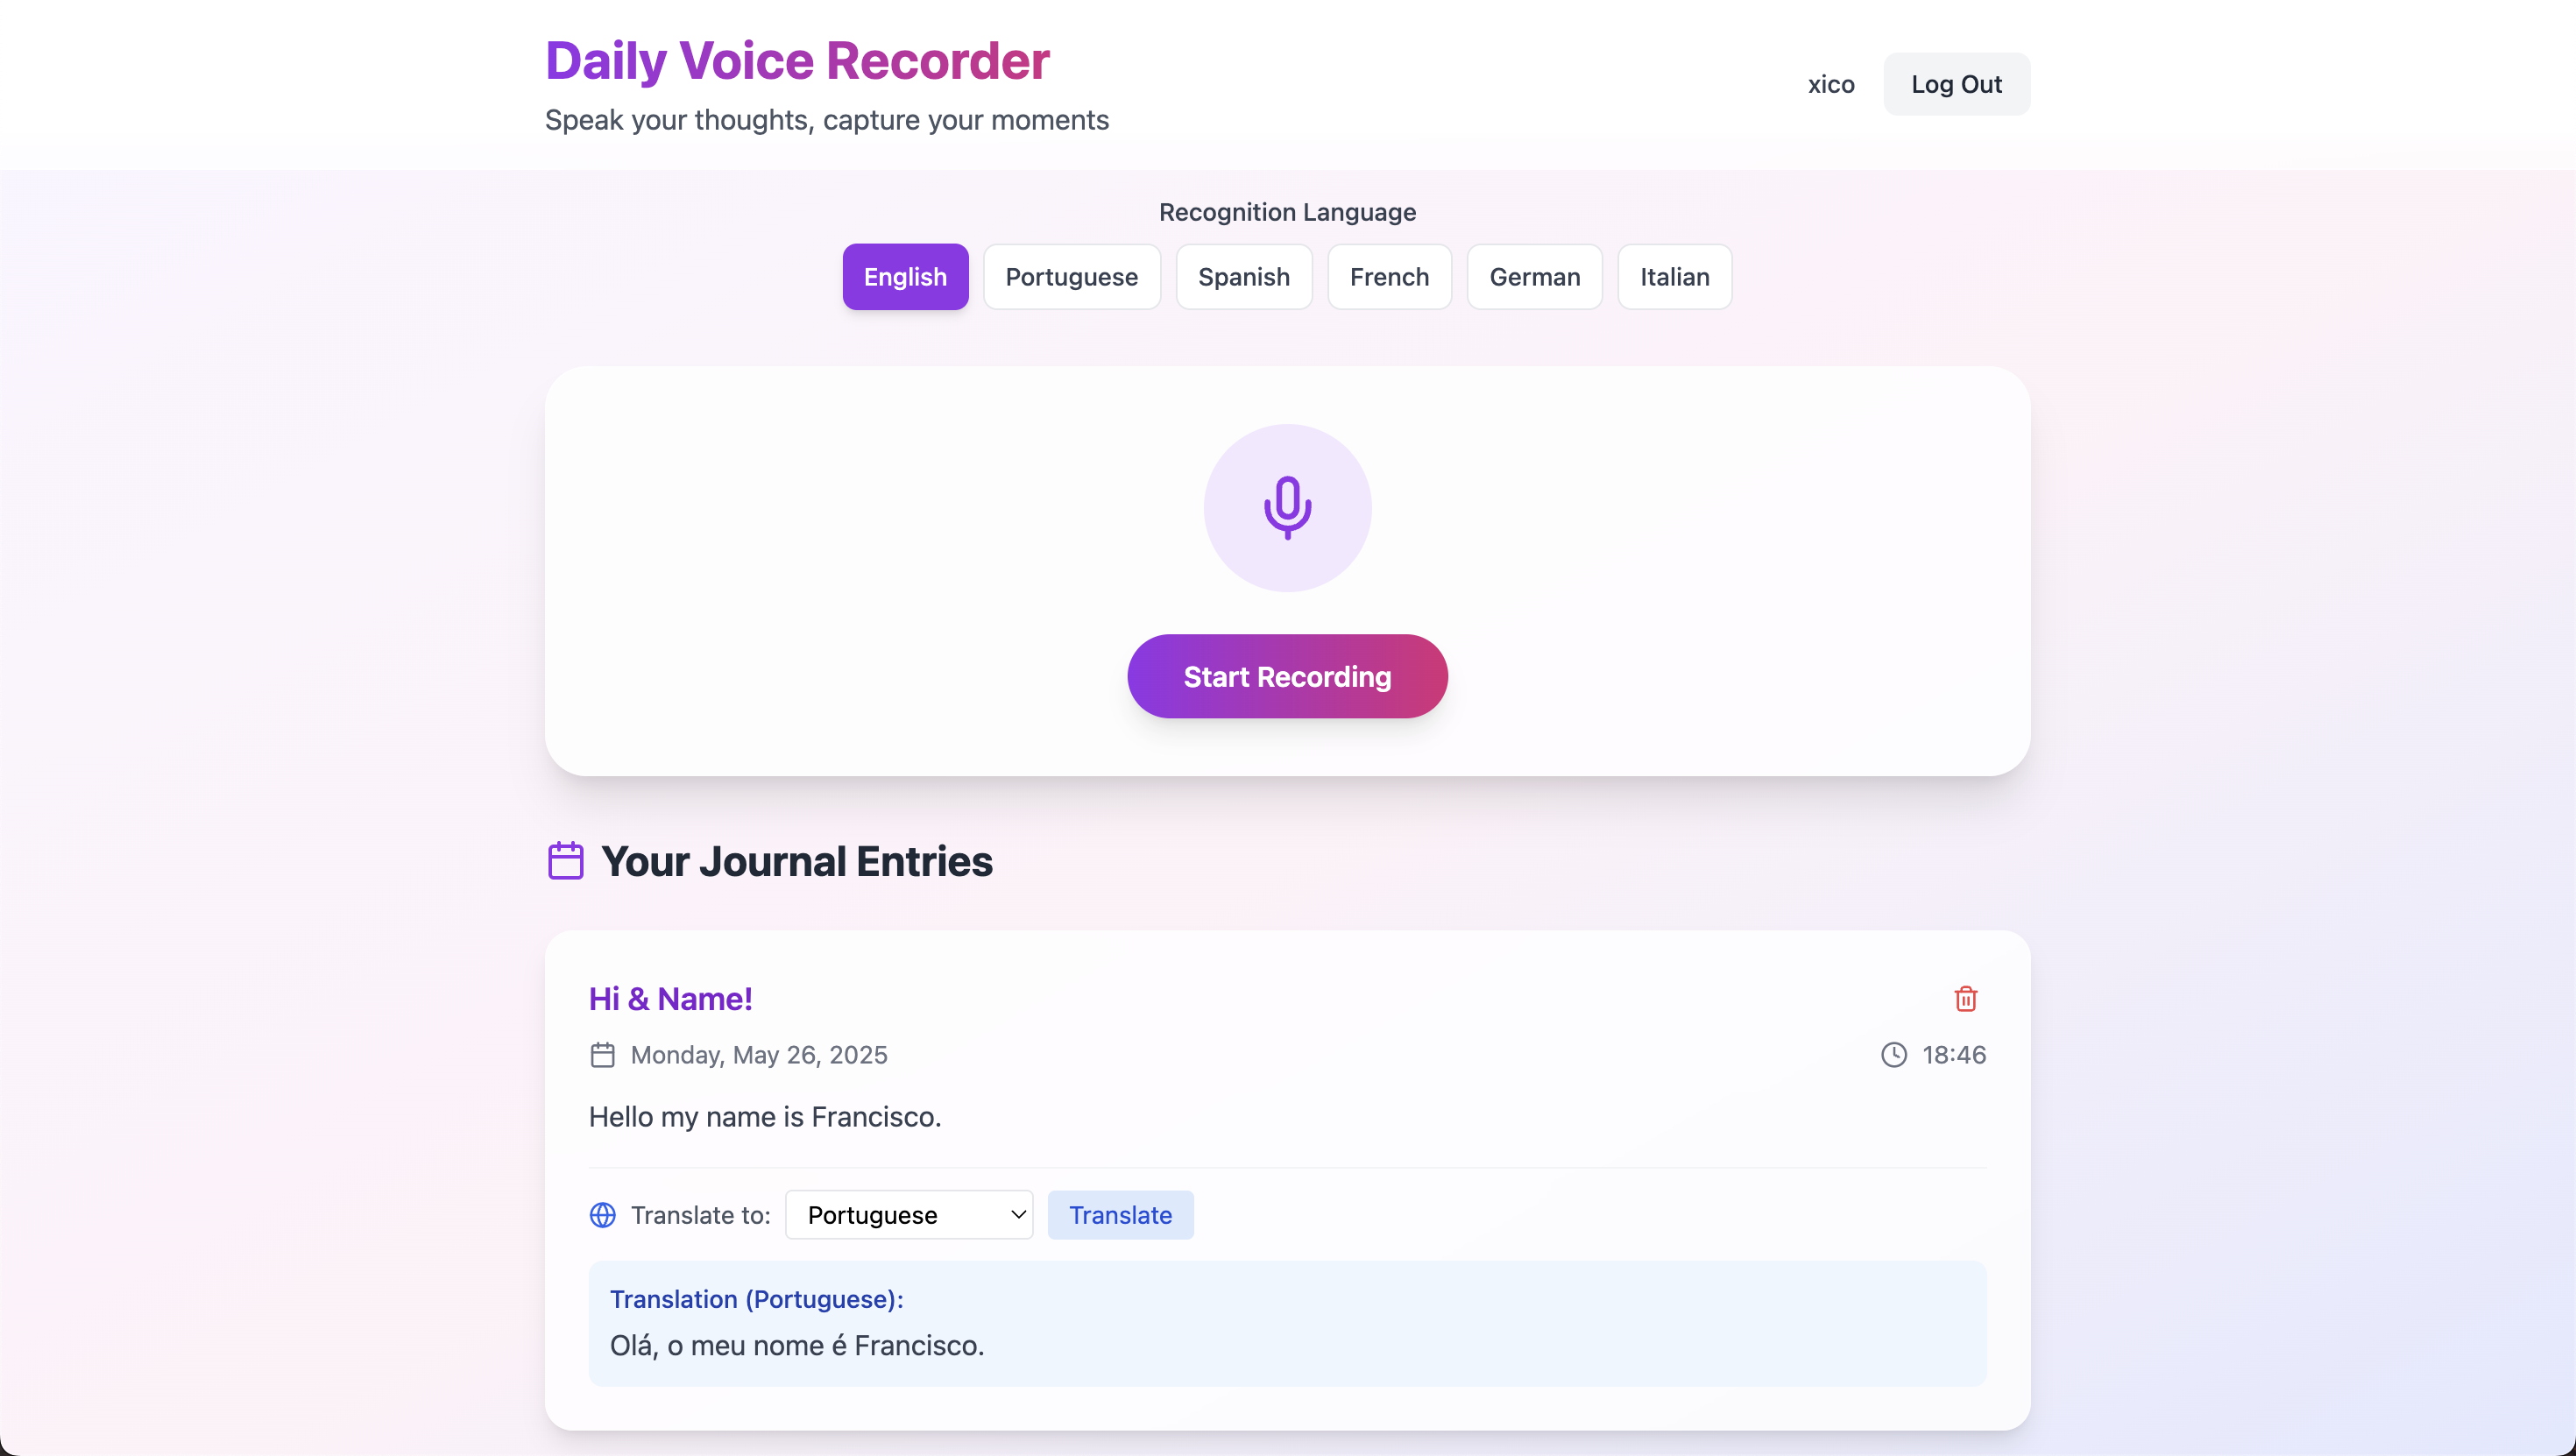 Daily Voice Recorder
Speak your thoughts, capture your moments
xico
Log Out
Recognition Language
English
Portuguese
Spanish
French
German
Italian
Start Recording
Your Journal Entries
Hi & Name!
Monday, May 26, 2025
18:46
Hello my name is Francisco.
Translate to:
Portuguese
Translate
Translation (Portuguese):
Olá, o meu nome é Francisco.